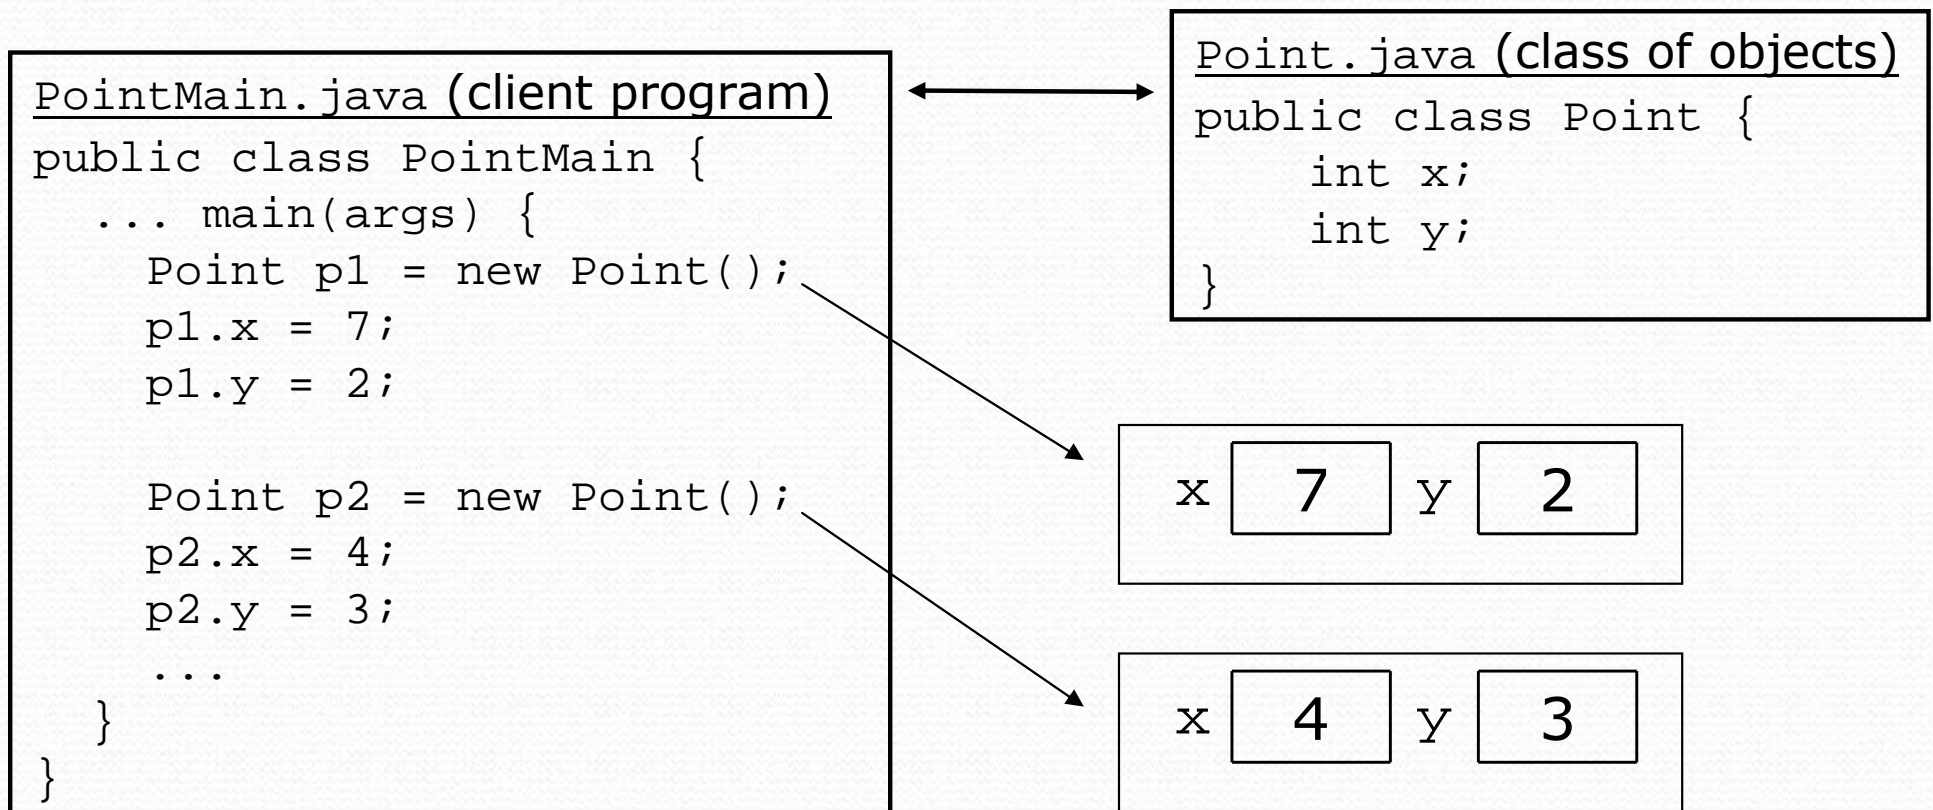 PointMain.java (client program)
public class PointMain {
... main(args) {
Point p1 = new Point();
p1.x = 7;
p1.y = 2;
Point p2 = new Point();
p2.x = 4;
p2.y = 3;
...
}
}
Point.java (class of objects)
public class Point {
int x;
int y;
}
x 7 y 2
x 4 y 3